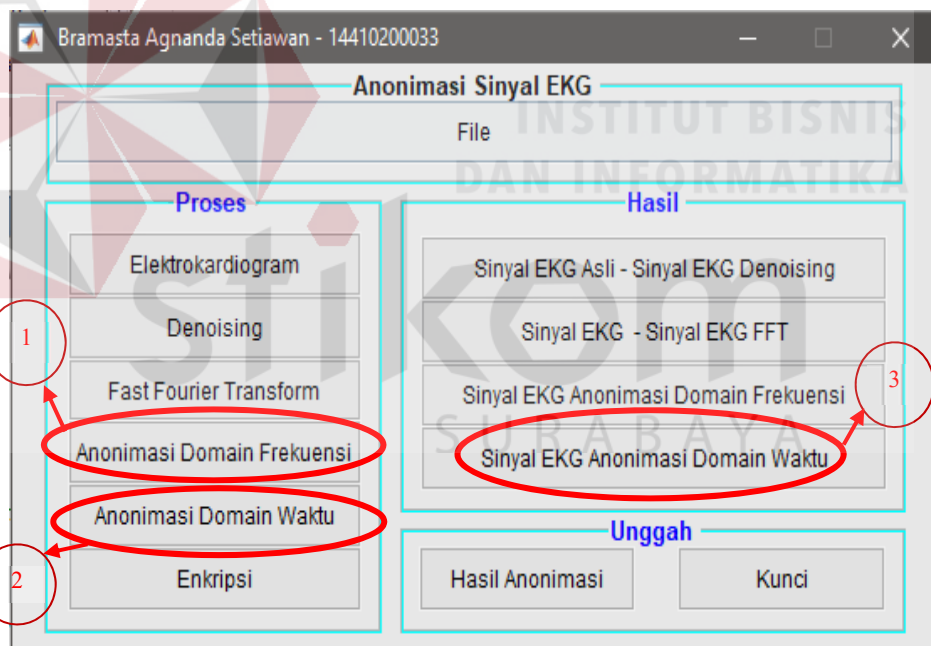 Bramasta Agnanda Setiawan - 14410200033
Anonimasi Sinyal EKG
File
INSTITUT BISNIS
DAN INFORMATIKA
stikom
SURABAYA
Proses
Elektrokardiogram
Denoising
Fast Fourier Transform
Anonimasi Domain Frekuensi
Anonimasi Domain Waktu
Enkripsi
1
2
Hasil
Sinyal EKG Asli - Sinyal EKG Denoising
Sinyal EKG - Sinyal EKG FFT
Sinyal EKG Anonimasi Domain Frekuensi
Sinyal EKG Anonimasi Domain Waktu
3
Unggah
Hasil Anonimasi
Kunci